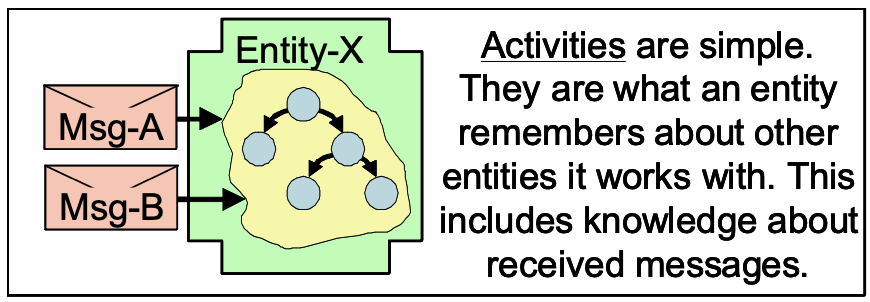 Entity-X
Msg-A
Msg-B
Activities are simple.
They are what an entity
remembers about other
entities it works with. This
includes knowledge about
received messages.